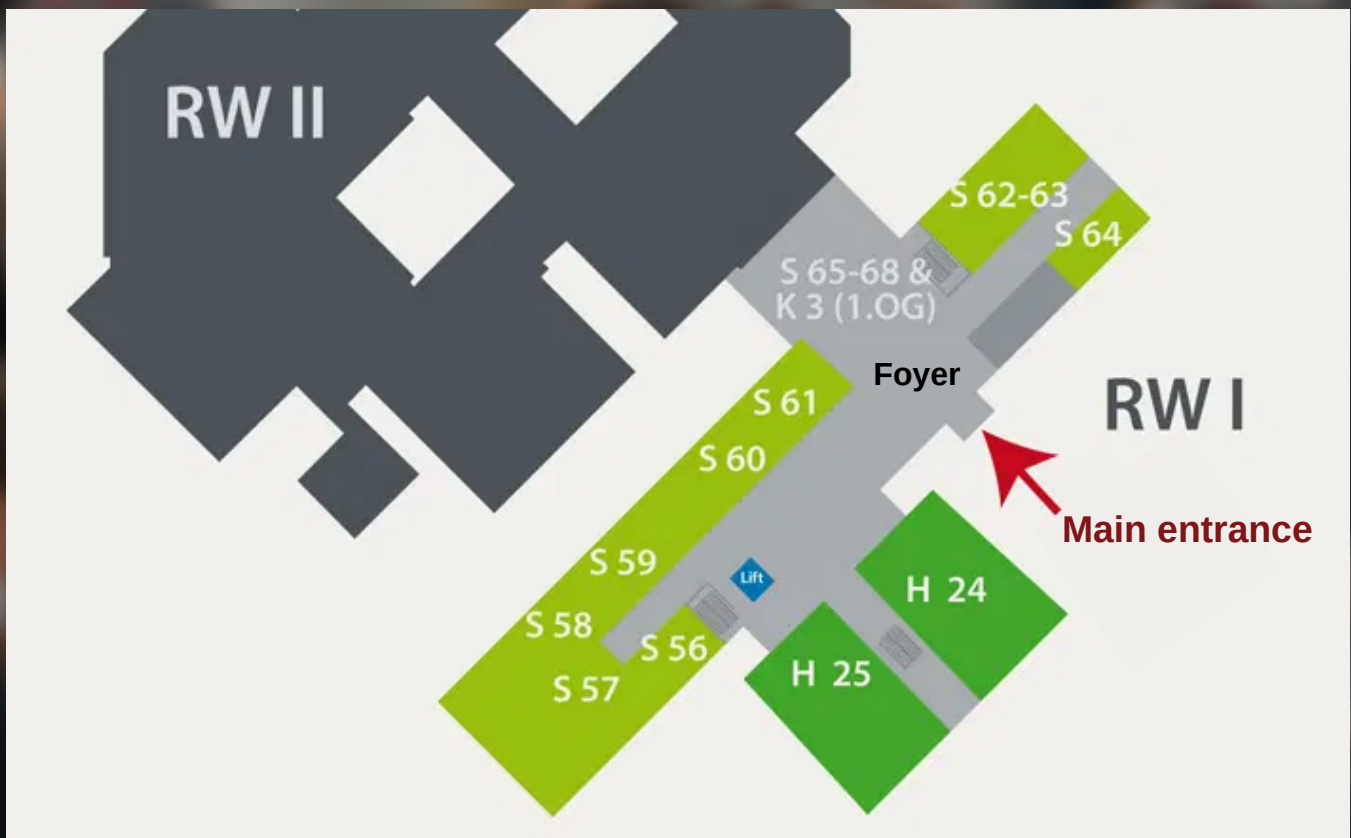 RW II
S 62-63
S 64
S 65-68 &
K 3 (1.OG)
Foyer
S 61
RW I
S 60
Main entrance
S 59
Lift
H 24
S 58
S 56
H 25
S 57